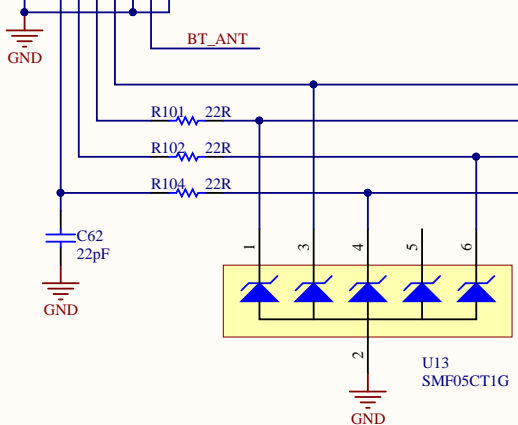 BT_ANT
GND
R101 22R
R102 22R
R104 22R
C62
22pF
GND
1 3 4 5 6
2
U13
SMF05CT1G
GND